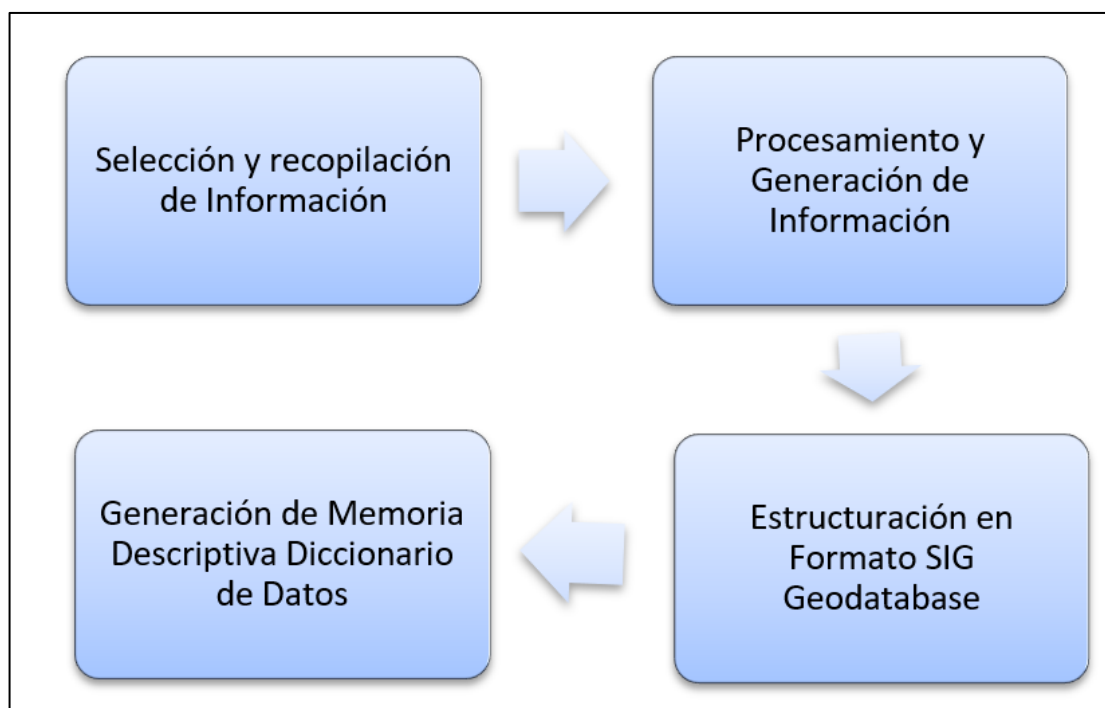 Selección y recopilación
de Información
Procesamiento y
Generación de
Información
Estructuración en
Formato SIG
Geodatabase
Generación de Memoria
Descriptiva Diccionario
de Datos